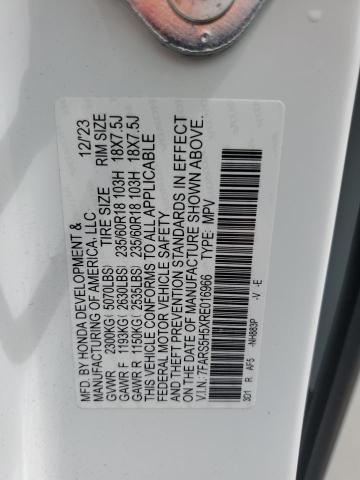 HONDA DEVELOPMENT & 12/'23
MANUFACTURING OF AMERICA, LLC
TIRE SIZE RIM SIZE
GVWR 2300KG( 5070LBS) 235/60R18 103H 18X7.5J
GAWR F 1193KG( 2630LBS) 235/60R18 103H 18X7.5J
GAWR R 1150KG( 2535LBS)
THIS VEHICLE CONFORMS TO ALL APPLICABLE
FEDERAL MOTOR VEHICLE SAFETY
AND THEFT PREVENTION STANDARDS IN EFFECT
ON THE DATE OF MANUFACTURE SHOWN ABOVE.
V.I.N.:7FARS5H5XRE016966 TYPE: MPV
3D1 R AF5 -NH883P -V -E